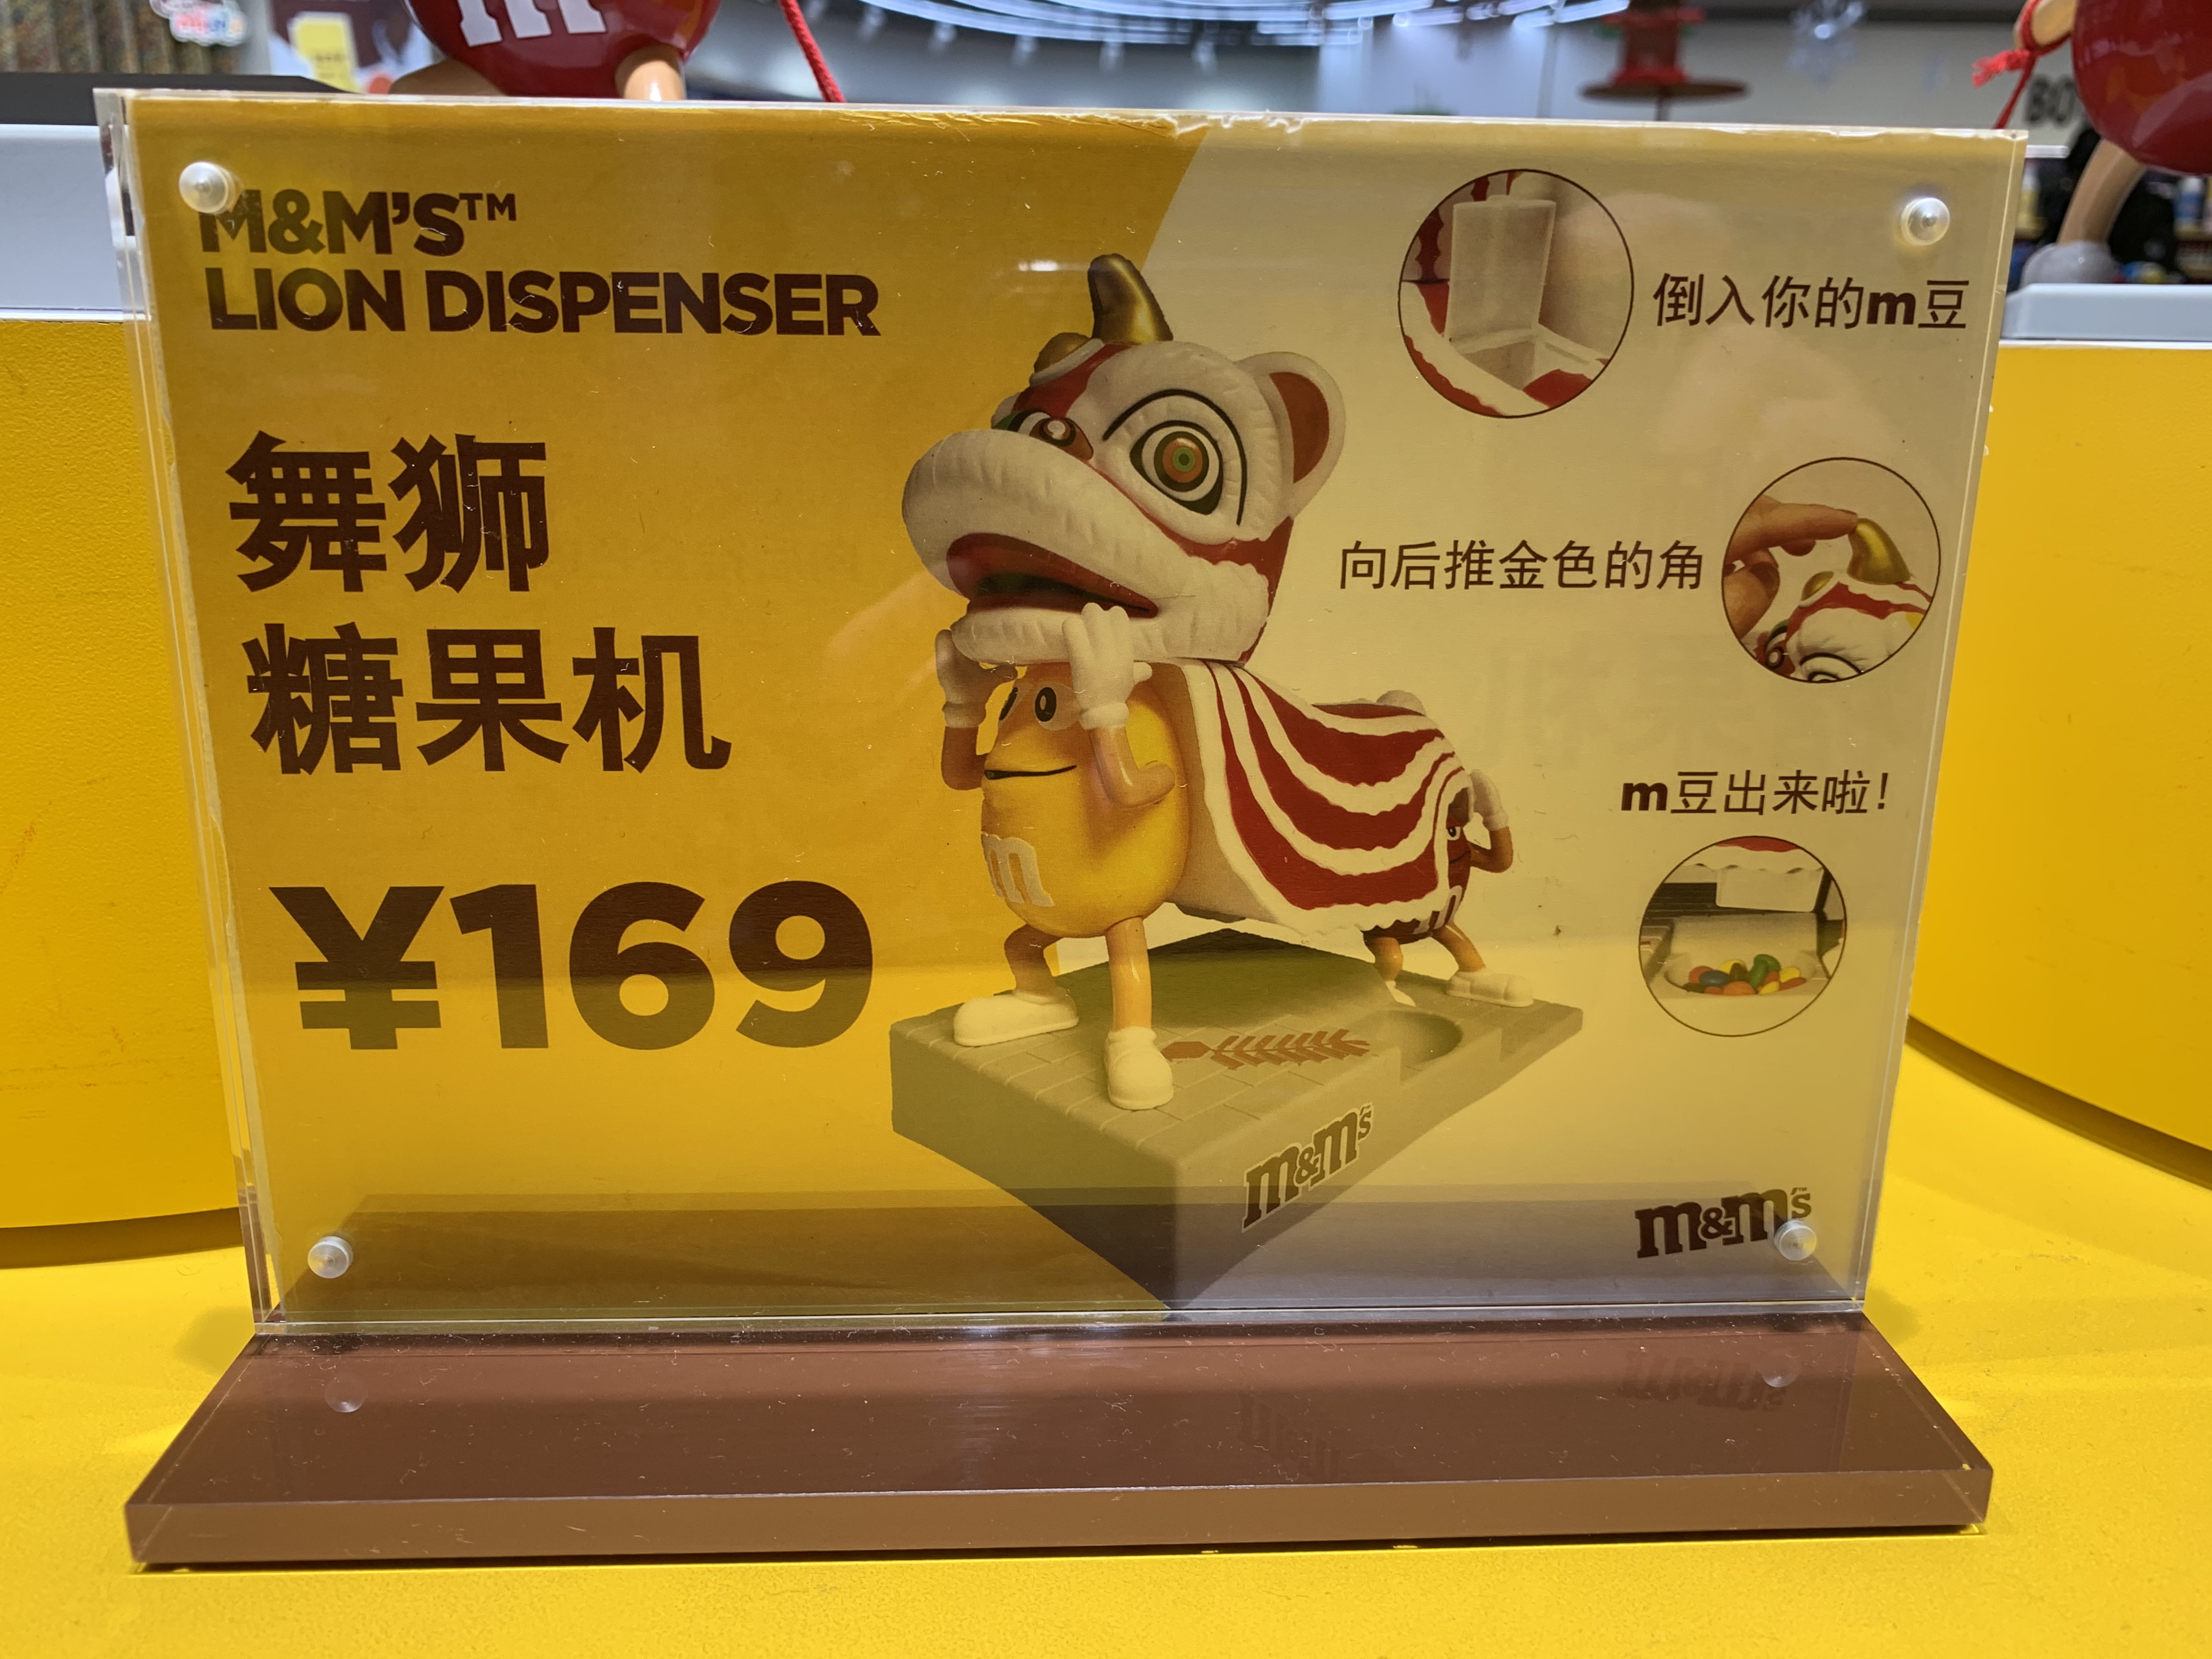 M&M'S™
LION DISPENSER
舞狮
糖果机
¥169
倒入你的m豆
向后推金色的角
m豆出来啦!
m
m
m&m's
m&m's™
m